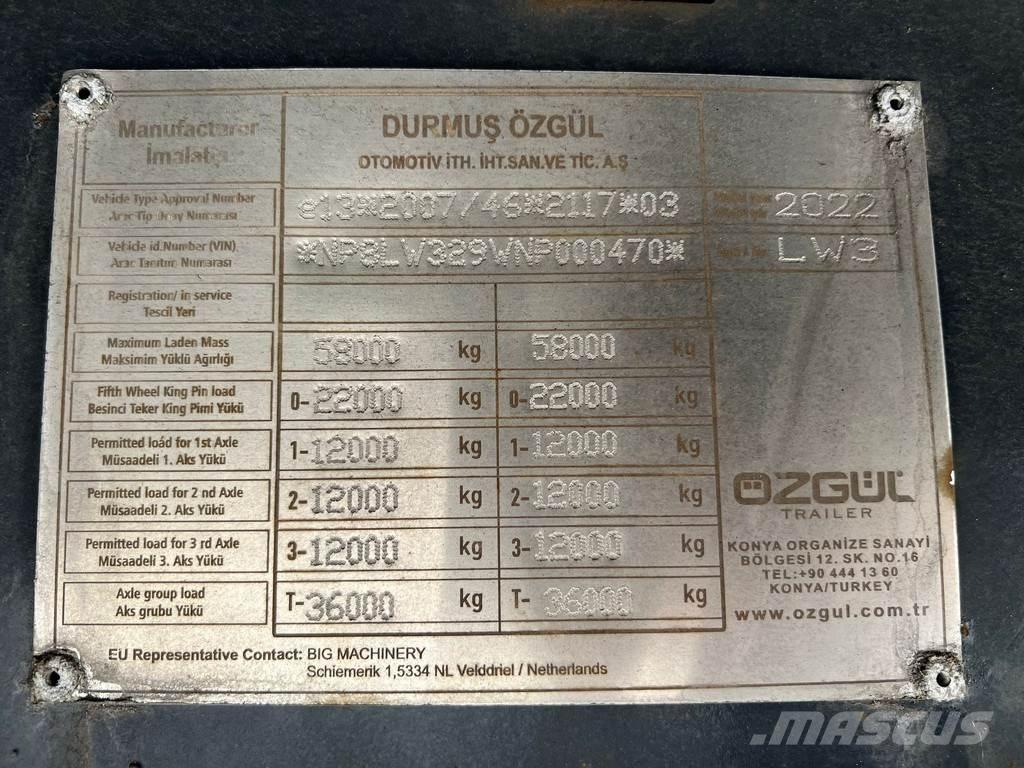 Manufacturer
İmalatçı
DURMUŞ ÖZGÜL
OTOMOTİV İTH. İHT.SAN.VE TİC. A.Ş
Vehicle Type Approval Number
Araç Tip Onay Numarası
e13*2007/46*2117*03
2022
Vehicle id.Number (VIN)
Araç Tanıtım Numarası
*NP8LW329WNP000470*
LW3
Registration/ in service
Tescil Yeri
Maximum Laden Mass
Maksimim Yüklü Ağırlığı
58000 kg 58000 kg
Fifth Wheel King Pin load
Besinci Teker King Pimi Yükü
0-22000 kg 0-22000 kg
Permitted load for 1st Axle
Müsaadeli 1. Aks Yükü
1-12000 kg 1-12000 kg
Permitted load for 2 nd Axle
Müsaadeli 2. Aks Yükü
2-12000 kg 2-12000 kg
Permitted load for 3 rd Axle
Müsaadeli 3. Aks Yükü
3-12000 kg 3-12000 kg
Axle group load
Aks grubu Yükü
T-36000 kg T-36000 kg
ÖZGÜL
TRAILER
KONYA ORGANİZE SANAYİ
BÖLGESİ 12. SK. NO.16
TEL:+90 444 13 60
KONYA/TURKEY
www.ozgul.com.tr
EU Representative Contact: BIG MACHINERY
Schiemerik 1,5334 NL Velddriel / Netherlands
MASCUS